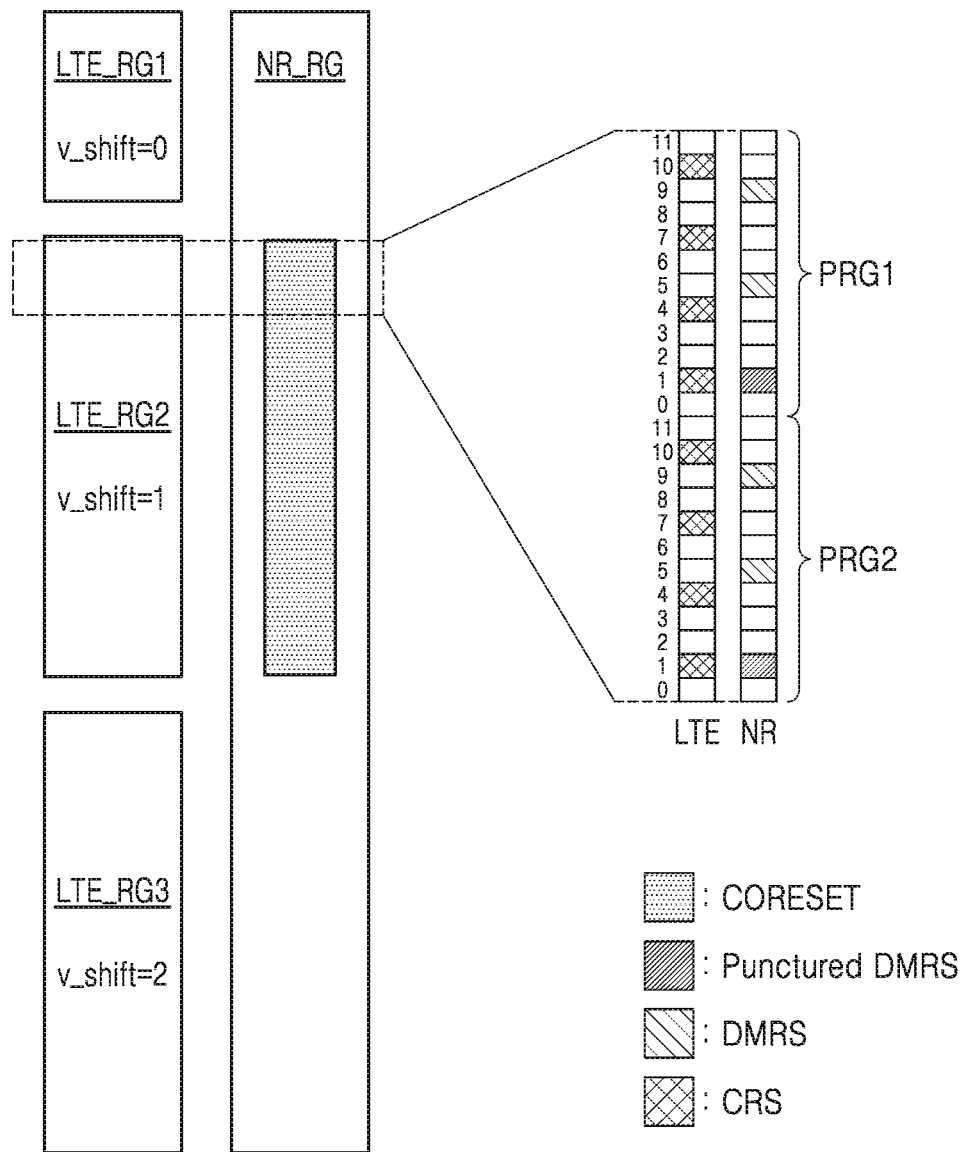 LTE_RG1
v_shift=0
NR_RG
LTE_RG2
v_shift=1
LTE_RG3
v_shift=2
11
10
9
8
7
6
5
4
3
2
1
0
11
10
9
8
7
6
5
4
3
2
1
0
PRG1
PRG2
LTE NR
: CORESET
: Punctured DMRS
: DMRS
: CRS